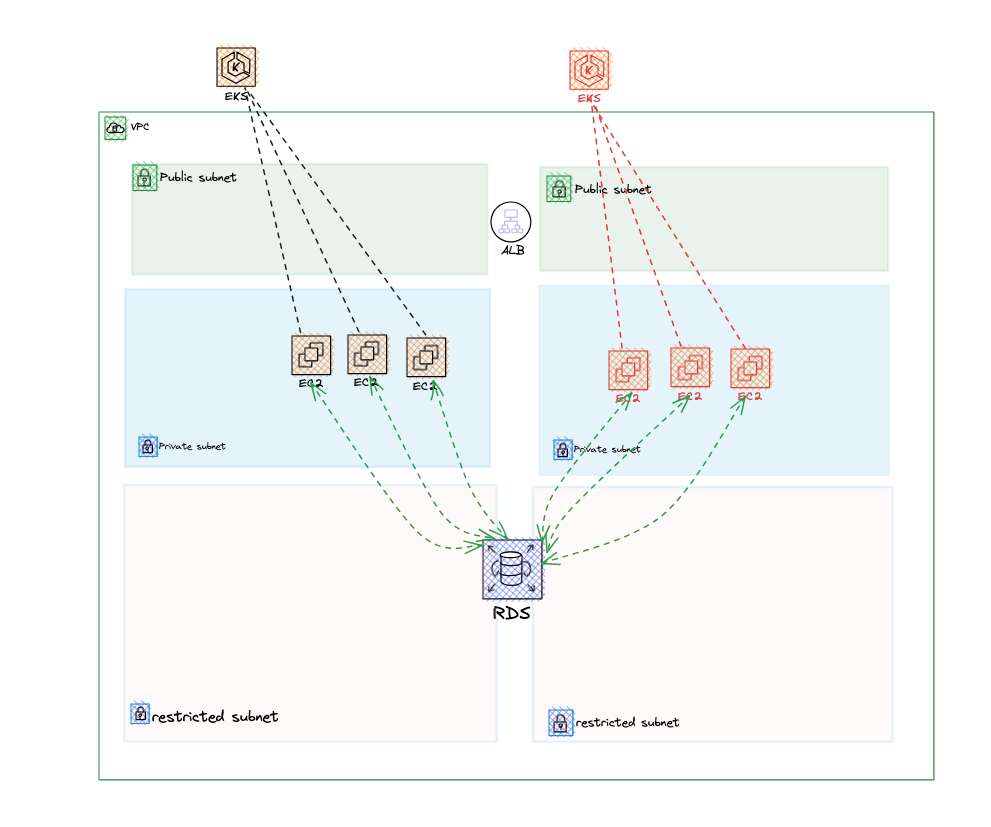 EKS
EKS
VPC
Public subnet
Public subnet
ALB
EC2
EC2
EC2
EC2
EC2
EC2
Private subnet
Private subnet
RDS
restricted subnet
restricted subnet